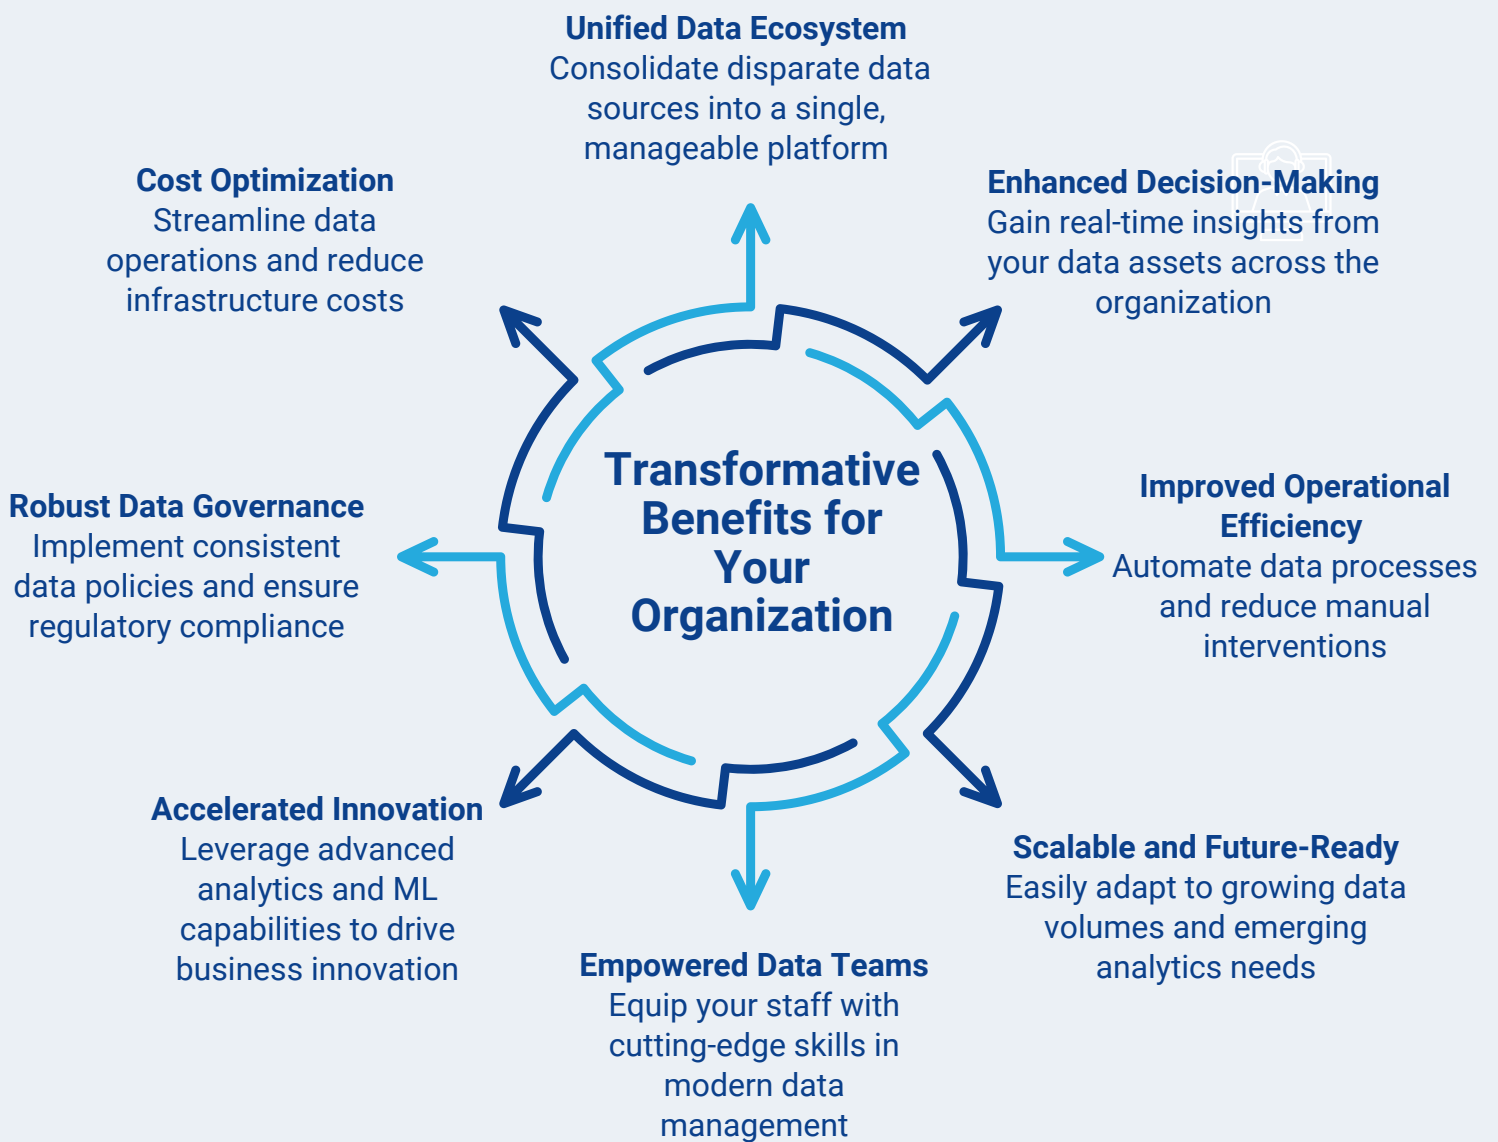 Unified Data Ecosystem
Consolidate disparate data
sources into a single,
manageable platform
Enhanced Decision-Making
Gain real-time insights from
your data assets across the
organization
Improved Operational
Efficiency
Automate data processes
and reduce manual
interventions
Scalable and Future-Ready
Easily adapt to growing data
volumes and emerging
analytics needs
Empowered Data Teams
Equip your staff with
cutting-edge skills in
modern data
management
Accelerated Innovation
Leverage advanced
analytics and ML
capabilities to drive
business innovation
Robust Data Governance
Implement consistent
data policies and ensure
regulatory compliance
Cost Optimization
Streamline data
operations and reduce
infrastructure costs
Transformative
Benefits for
Your
Organization